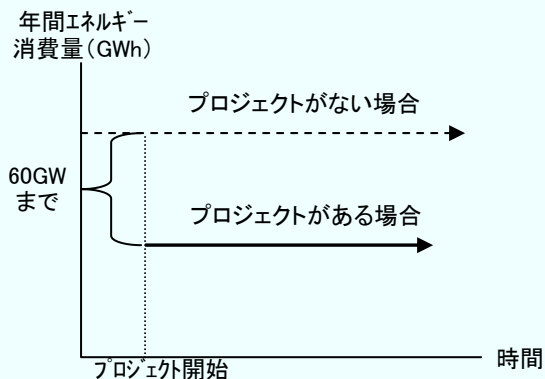 年間エネルギー
消費量（GWh）
プロジェクトがない場合
60GW
まで
プロジェクトがある場合
時間
プロジェクト開始